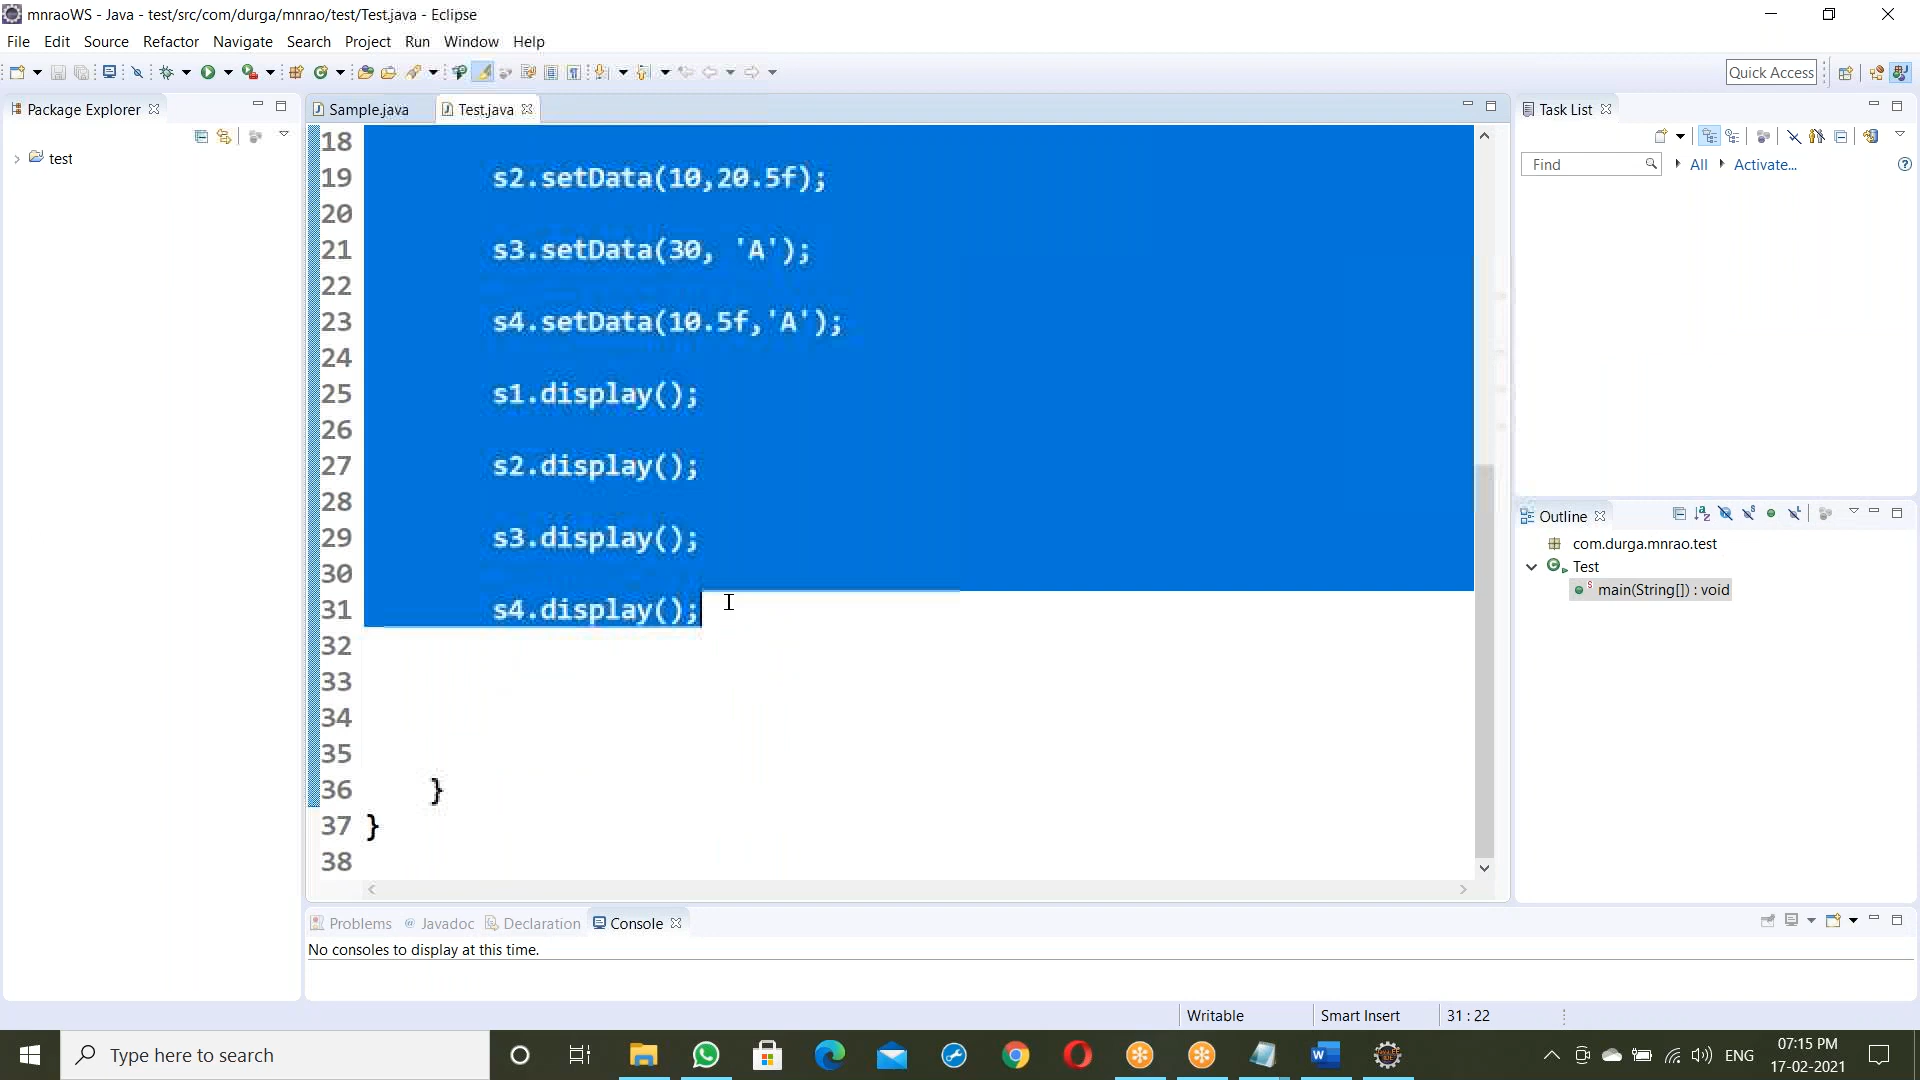 mnraoWS - Java - test/src/com/durga/mnrao/test/Test.java - Eclipse
File Edit Source Refactor Navigate Search Project Run Window Help
Quick Access
Package Explorer
test
Sample.java Test.java
18
19 s2.setData(10,20.5f);
20
21 s3.setData(30, 'A');
22
23 s4.setData(10.5f,'A');
24
25 s1.display();
26
27 s2.display();
28
29 s3.display();
30
31 s4.display();
32
33
34
35
36 }
37 }
38
Task List
Find All Activate...
Outline
com.durga.mnrao.test
Test
main(String[]) : void
Problems Javadoc Declaration Console
No consoles to display at this time.
Writable Smart Insert 31 : 22
Type here to search
ENG
07:15 PM
17-02-2021